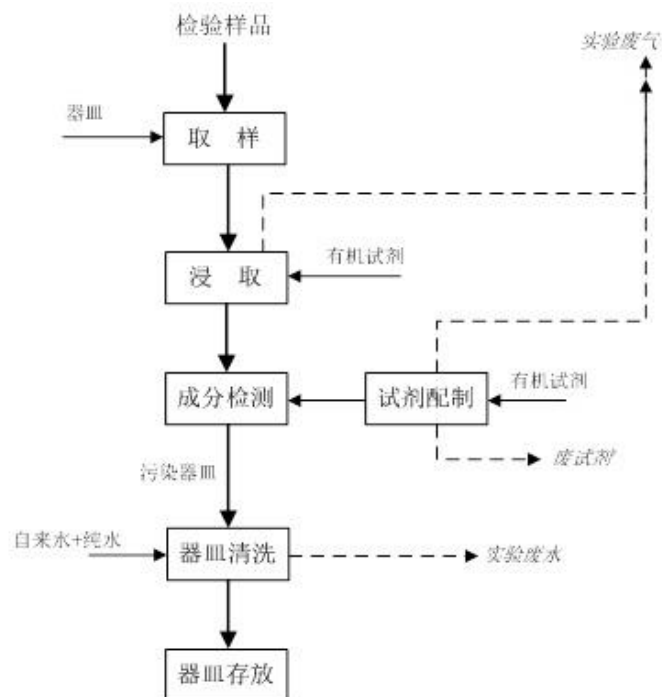 检验样品
实验废气
器皿
取 样
有机试剂
浸 取
有机试剂
成分检测
试剂配制
废试剂
污染器皿
自来水+纯水
器皿清洗
实验废水
器皿存放